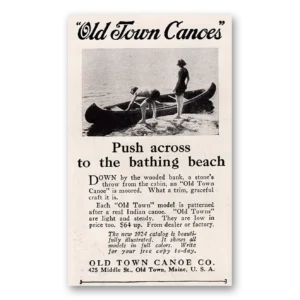 "Old Town Canoes"
Push across
to the bathing beach
DOWN by the wooded bank, a stone's
throw from the cabin, an "Old Town
Canoe" is moored. What a trim, graceful
craft it is.
Each "Old Town" model is patterned
after a real Indian canoe. "Old Towns"
are light and steady. They are low in
price too. $64 up. From dealer or factory.
The new 1924 catalog is beauti-
fully illustrated. It shows all
models in full colors. Write
for your free copy to-day.
OLD TOWN CANOE CO.
425 Middle St., Old Town, Maine, U. S. A.